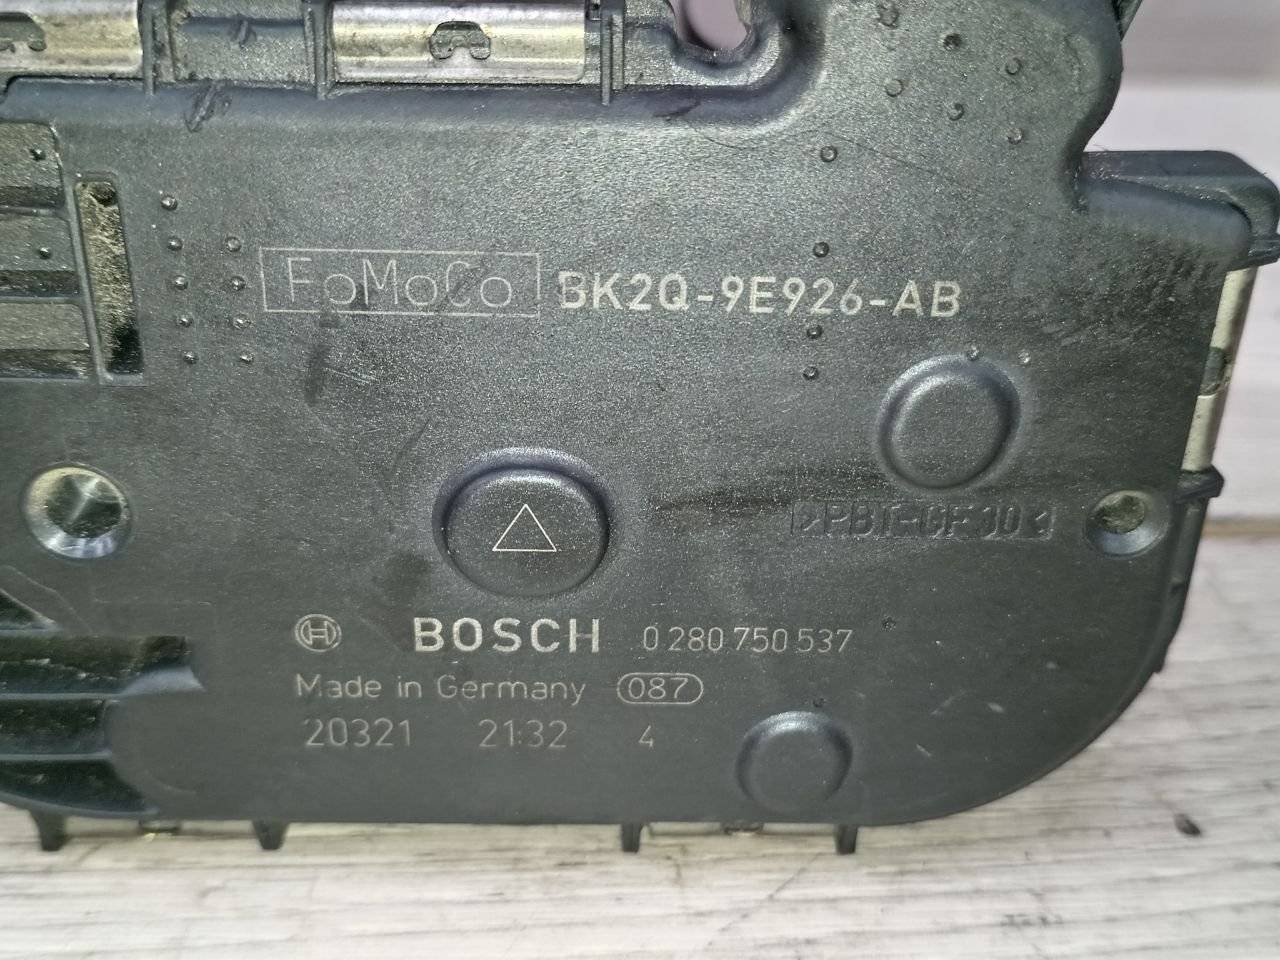 FoMoCo BK2Q-9E926-AB
>PBT-GF30<
BOSCH 0 280 750 537
Made in Germany 087
20321 21:32 4